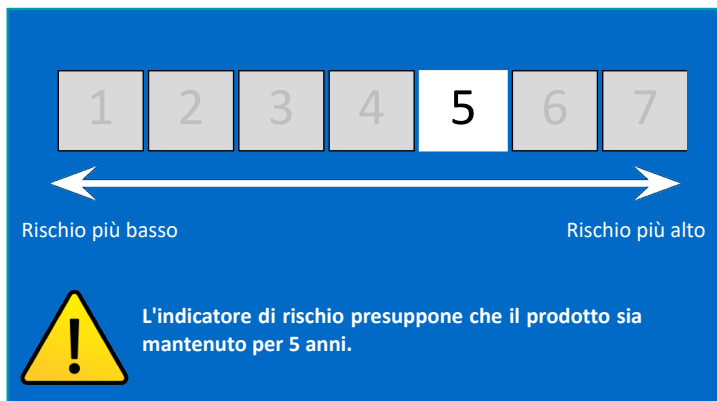 1 2 3 4 5 6 7
Rischio più basso Rischio più alto
L'indicatore di rischio presuppone che il prodotto sia
mantenuto per 5 anni.